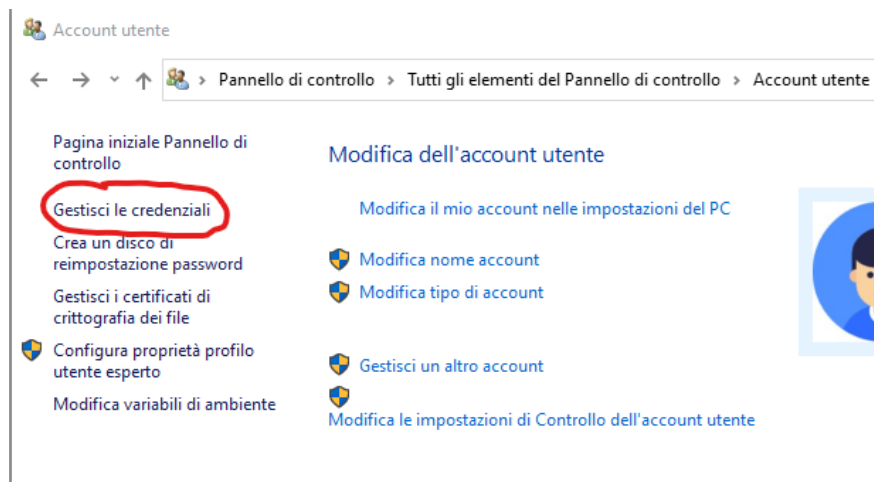 Account utente
Pannello di controllo > Tutti gli elementi del Pannello di controllo > Account utente
Pagina iniziale Pannello di
controllo
Gestisci le credenziali
Crea un disco di
reimpostazione password
Gestisci i certificati di
crittografia dei file
Configura proprietà profilo
utente esperto
Modifica variabili di ambiente
Modifica dell'account utente
Modifica il mio account nelle impostazioni del PC
Modifica nome account
Modifica tipo di account
Gestisci un altro account
Modifica le impostazioni di Controllo dell'account utente